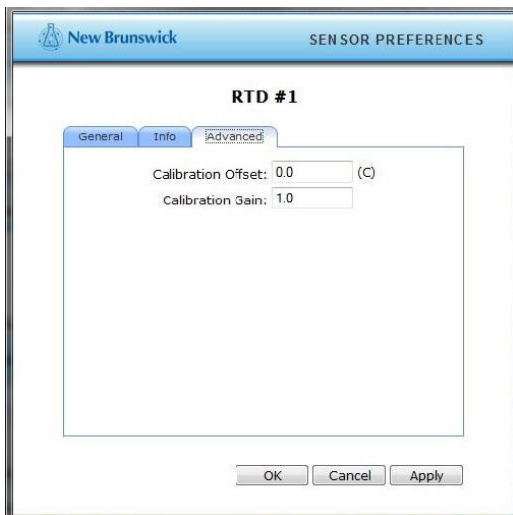 New Brunswick SENSOR PREFERENCES
RTD #1
General Info Advanced
Calibration Offset: 0.0 (C)
Calibration Gain: 1.0
OK Cancel Apply